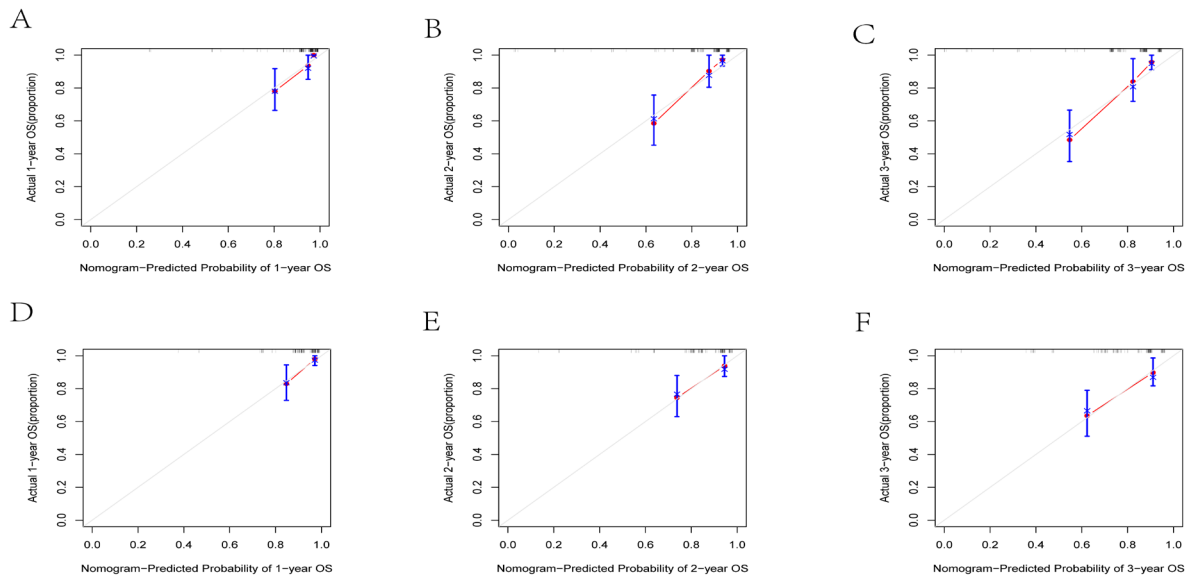 A
B
C
Actual 1−year OS(proportion)
1.0
0.8
0.6
0.4
0.2
0.0
0.0 0.2 0.4 0.6 0.8 1.0
Nomogram−Predicted Probability of 1−year OS
Actual 2−year OS(proportion)
1.0
0.8
0.6
0.4
0.2
0.0
0.0 0.2 0.4 0.6 0.8 1.0
Nomogram−Predicted Probability of 2−year OS
Actual 3−year OS(proportion)
1.0
0.8
0.6
0.4
0.2
0.0
0.0 0.2 0.4 0.6 0.8 1.0
Nomogram−Predicted Probability of 3−year OS
D
E
F
Actual 1−year OS(proportion)
1.0
0.8
0.6
0.4
0.2
0.0
0.0 0.2 0.4 0.6 0.8 1.0
Nomogram−Predicted Probability of 1−year OS
Actual 2−year OS(proportion)
1.0
0.8
0.6
0.4
0.2
0.0
0.0 0.2 0.4 0.6 0.8 1.0
Nomogram−Predicted Probability of 2−year OS
Actual 3−year OS(proportion)
1.0
0.8
0.6
0.4
0.2
0.0
0.0 0.2 0.4 0.6 0.8 1.0
Nomogram−Predicted Probability of 3−year OS